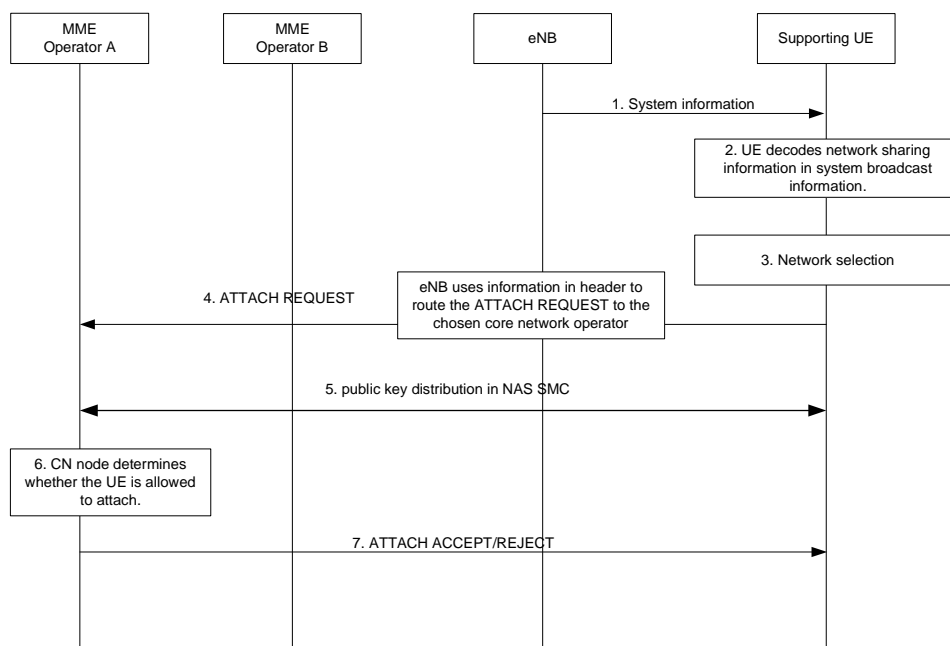 MME
Operator A
MME
Operator B
eNB
Supporting UE
1. System information
2. UE decodes network sharing
information in system broadcast
information.
3. Network selection
4. ATTACH REQUEST
eNB uses information in header to
route the ATTACH REQUEST to the
chosen core network operator
5. public key distribution in NAS SMC
6. CN node determines
whether the UE is allowed
to attach.
7. ATTACH ACCEPT/REJECT